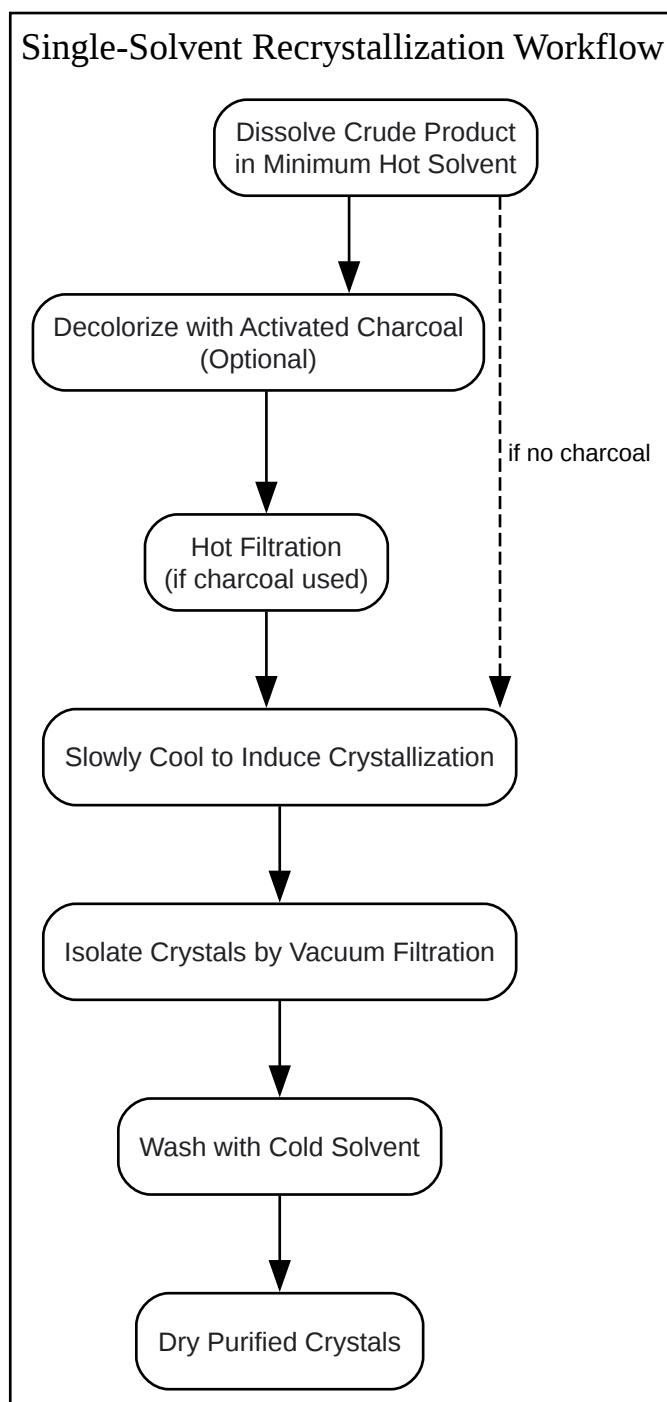 Single-Solvent Recrystallization Workflow
Dissolve Crude Product
in Minimum Hot Solvent
Decolorize with Activated Charcoal
(Optional)
if no charcoal
Hot Filtration
(if charcoal used)
Slowly Cool to Induce Crystallization
Isolate Crystals by Vacuum Filtration
Wash with Cold Solvent
Dry Purified Crystals